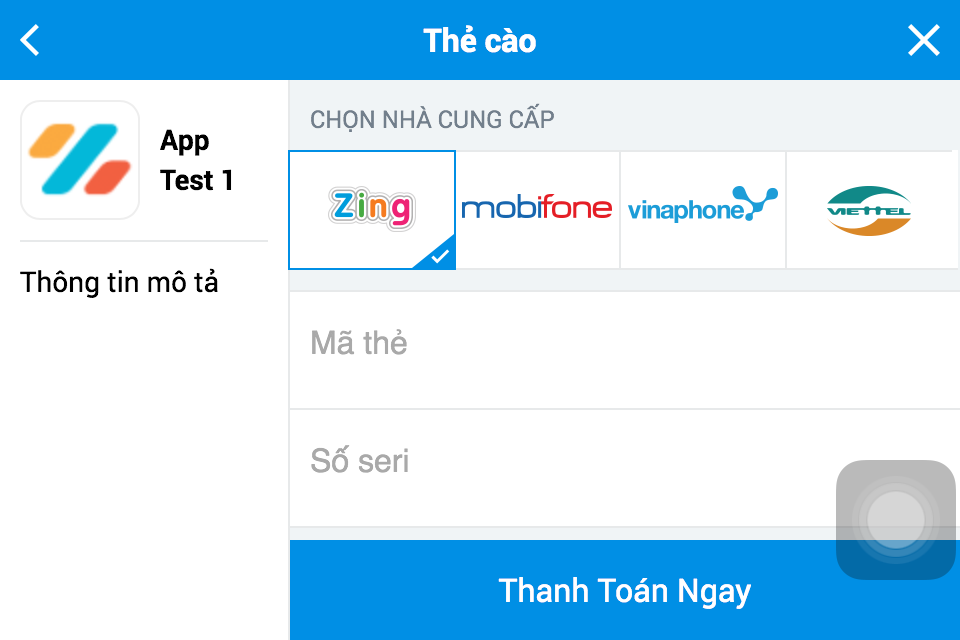 Thẻ cào
App
Test 1
Thông tin mô tả
CHỌN NHÀ CUNG CẤP
Zing
mobifone
vinaphone
VIETTEL
Mã thẻ
Số seri
Thanh Toán Ngay